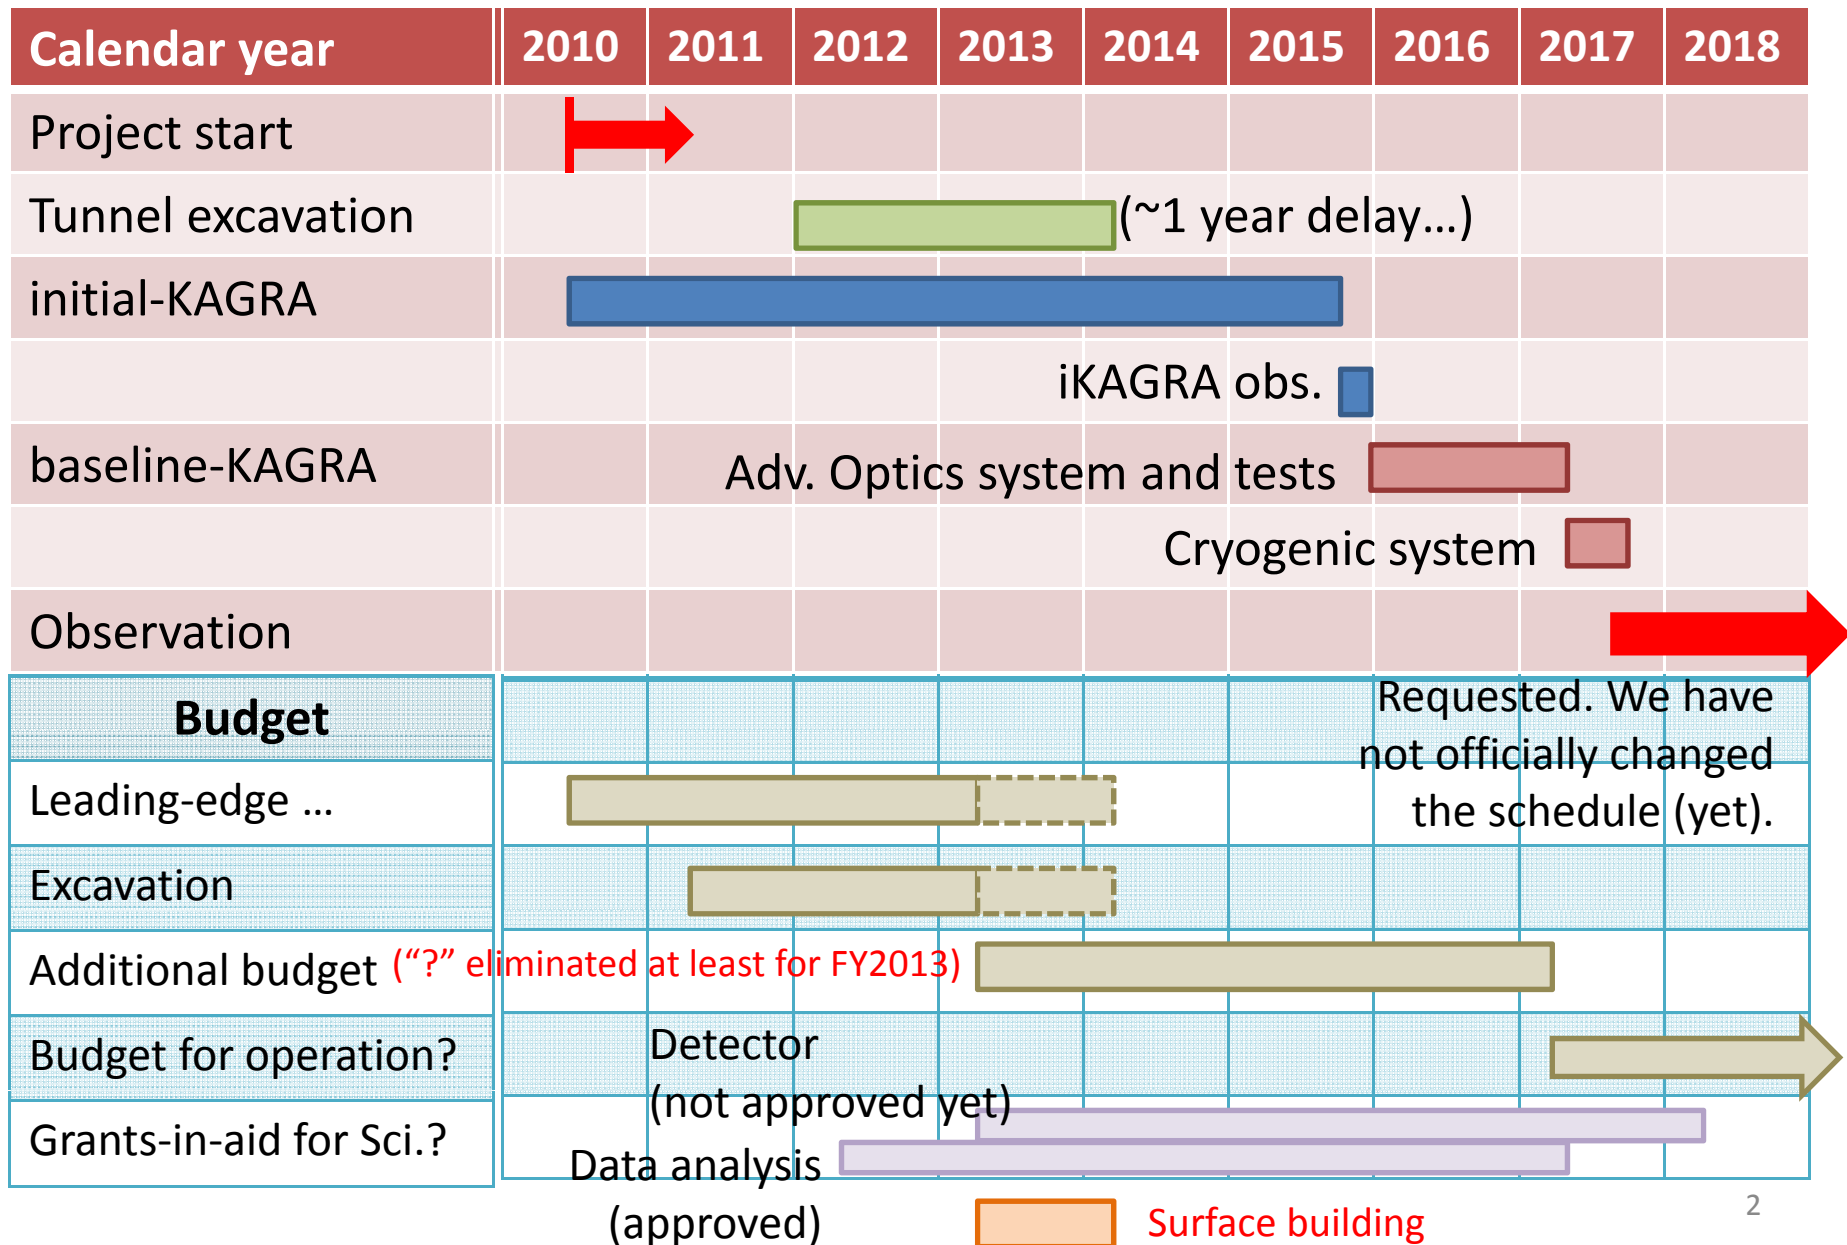 Calendar year 2010 2011 2012 2013 2014 2015 2016 2017 2018
Project start
Tunnel excavation (~1 year delay…)
initial-KAGRA
iKAGRA obs.
baseline-KAGRA Adv. Optics system and tests
Cryogenic system
Observation
Budget
Requested. We have
not officially changed
the schedule (yet).
Leading-edge …
Excavation
Additional budget (“?” eliminated at least for FY2013)
Budget for operation?
Detector
(not approved yet)
Grants-in-aid for Sci.?
Data analysis
(approved)
Surface building
2